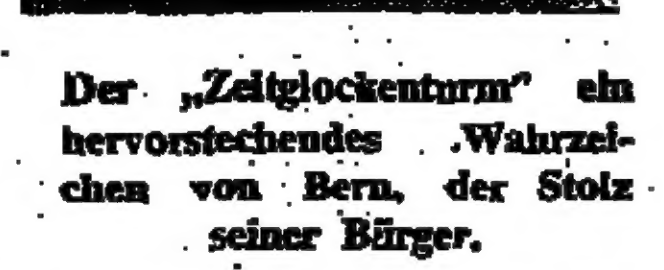 Der „Zeitglockenturm" ein
hervorstechendes Wahrzei-
chen von Bern, der Stolz
seiner Bürger.